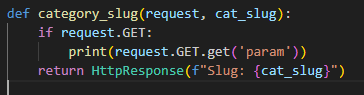 def category_slug(request, cat_slug):
    if request.GET:
        print(request.GET.get('param'))
    return HttpResponse(f"Slug: {cat_slug}")